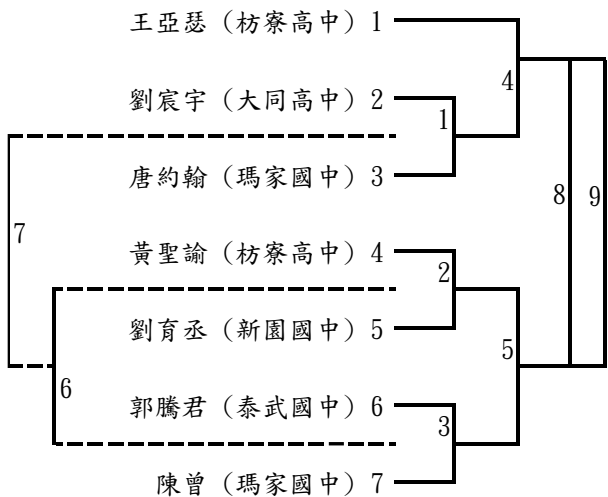 王亞瑟（枋寮高中）1
4
劉宸宇（大同高中）2
1
唐約翰（瑪家國中）3
8
9
7
黃聖諭（枋寮高中）4
2
劉育丞（新園國中）5
5
6
郭騰君（泰武國中）6
3
陳曾（瑪家國中）7